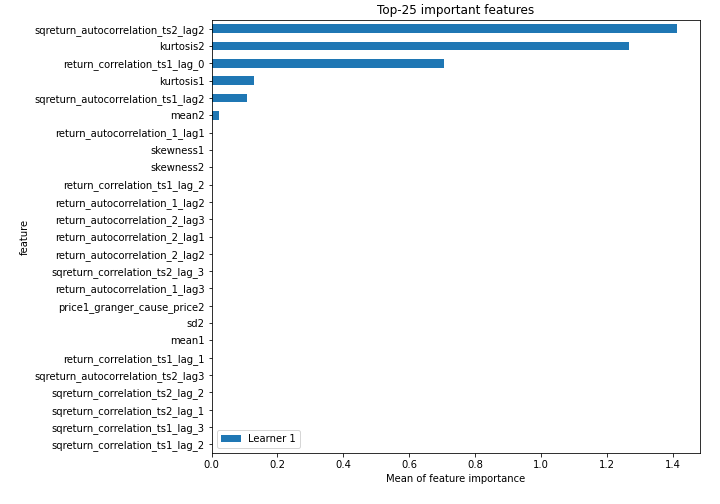 Top-25 important features
sqreturn_autocorrelation_ts2_lag2
kurtosis2
return_correlation_ts1_lag_0
kurtosis1
sqreturn_autocorrelation_ts1_lag2
mean2
return_autocorrelation_1_lag1
skewness1
skewness2
return_correlation_ts1_lag_2
return_autocorrelation_1_lag2
return_autocorrelation_2_lag3
return_autocorrelation_2_lag1
return_autocorrelation_2_lag2
sqreturn_correlation_ts2_lag_3
return_autocorrelation_1_lag3
price1_granger_cause_price2
sd2
mean1
return_correlation_ts1_lag_1
sqreturn_autocorrelation_ts2_lag3
sqreturn_correlation_ts2_lag_2
sqreturn_correlation_ts2_lag_1
sqreturn_correlation_ts1_lag_3
sqreturn_correlation_ts1_lag_2
feature
Learner 1
0.0 0.2 0.4 0.6 0.8 1.0 1.2 1.4
Mean of feature importance